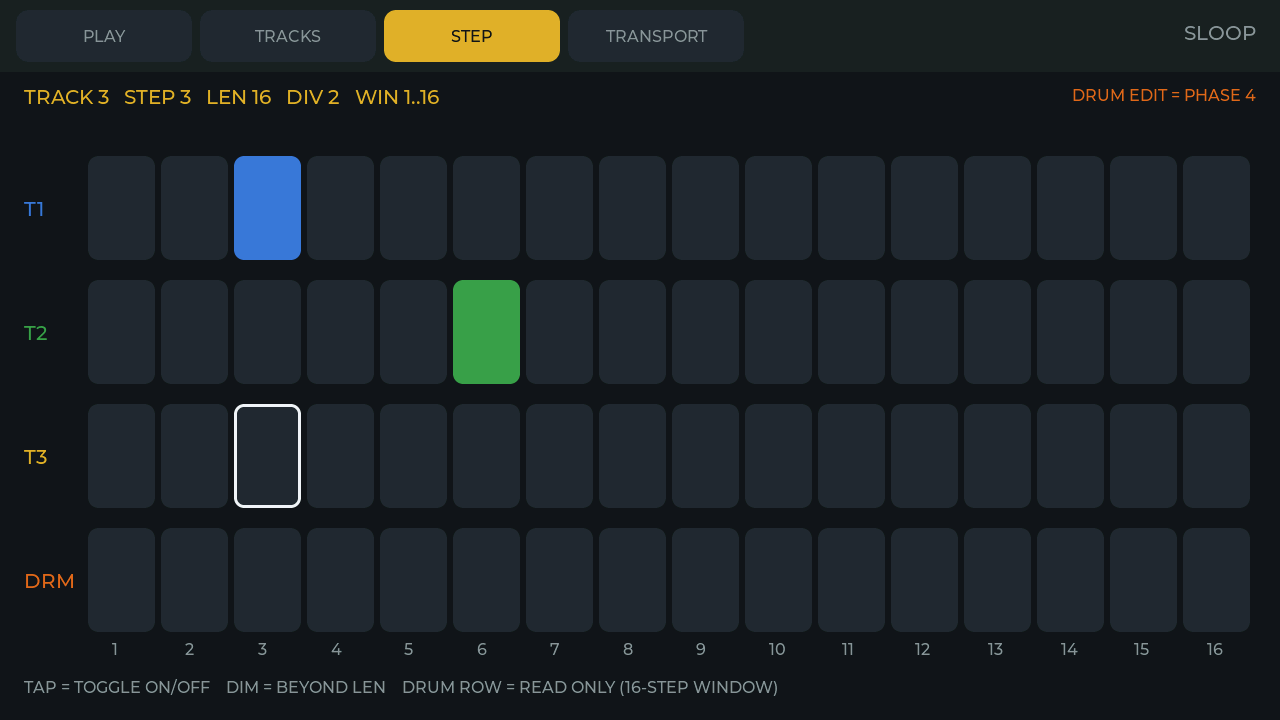 PLAY TRACKS STEP TRANSPORT SLOOP
TRACK 3 STEP 3 LEN 16 DIV 2 WIN 1..16 DRUM EDIT = PHASE 4
T1
T2
T3
DRM
1 2 3 4 5 6 7 8 9 10 11 12 13 14 15 16
TAP = TOGGLE ON/OFF DIM = BEYOND LEN DRUM ROW = READ ONLY (16-STEP WINDOW)